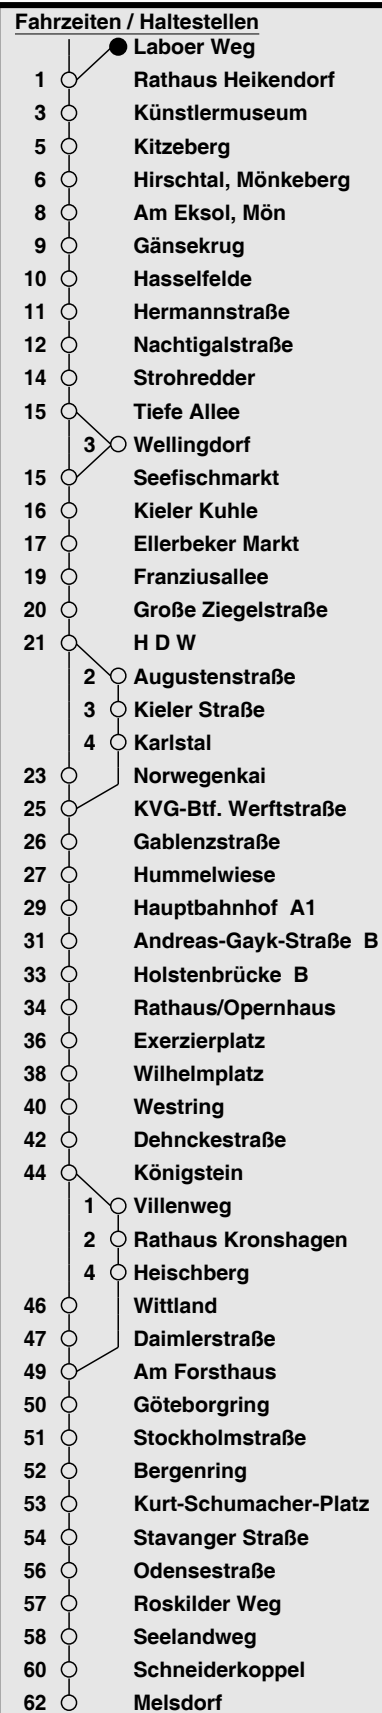 Fahrzeiten / Haltestellen
Laboer Weg
1 Rathaus Heikendorf
3 Künstlermuseum
5 Kitzeberg
6 Hirschtal, Mönkeberg
8 Am Eksol, Mön
9 Gänsekrug
10 Hasselfelde
11 Hermannstraße
12 Nachtigalstraße
14 Strohredder
15 Tiefe Allee
3 Wellingdorf
15 Seefischmarkt
16 Kieler Kuhle
17 Ellerbeker Markt
19 Franziusallee
20 Große Ziegelstraße
21 H D W
2 Augustenstraße
3 Kieler Straße
4 Karlstal
23 Norwegenkai
25 KVG-Btf. Werftstraße
26 Gablenzstraße
27 Hummelwiese
29 Hauptbahnhof A1
31 Andreas-Gayk-Straße B
33 Holstenbrücke B
34 Rathaus/Opernhaus
36 Exerzierplatz
38 Wilhelmplatz
40 Westring
42 Dehnckestraße
44 Königstein
1 Villenweg
2 Rathaus Kronshagen
4 Heischberg
46 Wittland
47 Daimlerstraße
49 Am Forsthaus
50 Göteborgring
51 Stockholmstraße
52 Bergenring
53 Kurt-Schumacher-Platz
54 Stavanger Straße
56 Odensestraße
57 Roskilder Weg
58 Seelandweg
60 Schneiderkoppel
62 Melsdorf